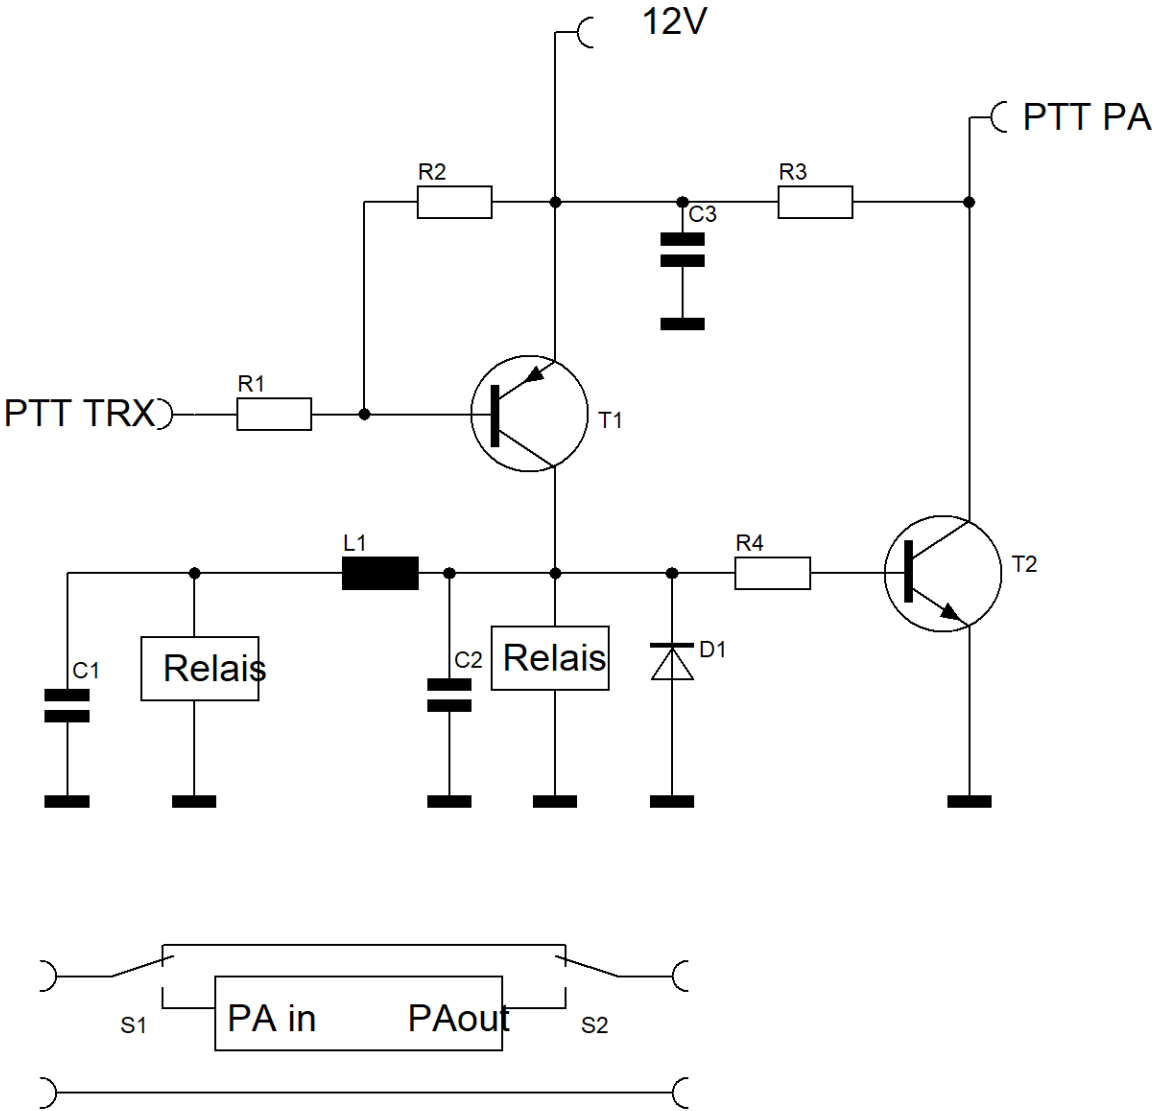 12V
PTT PA
R2
R3
C3
R1
PTT TRX
T1
L1
R4
T2
Relais
C1
C2
Relais
D1
PA in
PAout
S1
S2